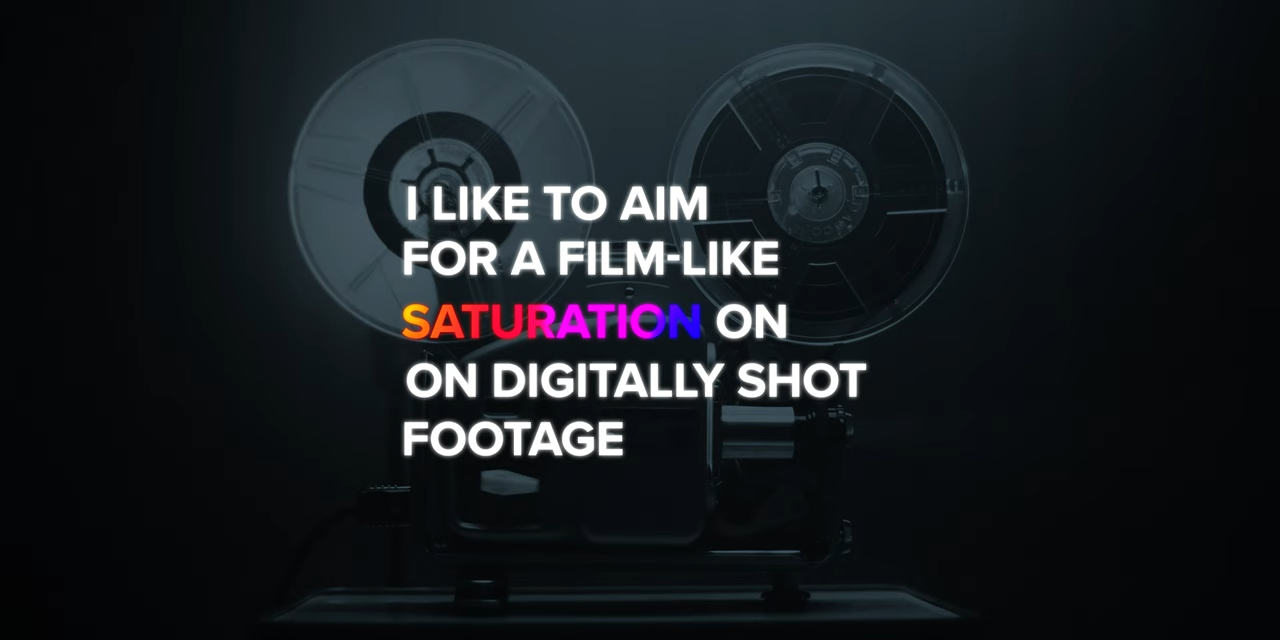 I LIKE TO AIM
FOR A FILM-LIKE
SATURATION ON
ON DIGITALLY SHOT
FOOTAGE